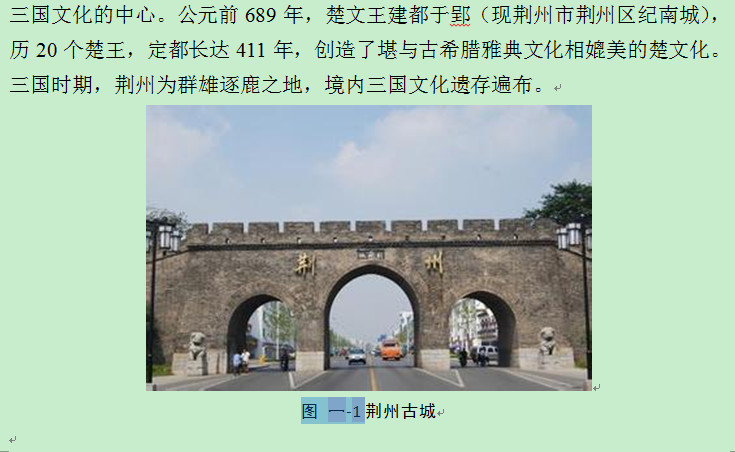 三国文化的中心。公元前 689 年，楚文王建都于郢（现荆州市荆州区纪南城），
历 20 个楚王，定都长达 411 年，创造了堪与古希腊雅典文化相媲美的楚文化。
三国时期，荆州为群雄逐鹿之地，境内三国文化遗存遍布。
荆 州
图 一-1 荆州古城